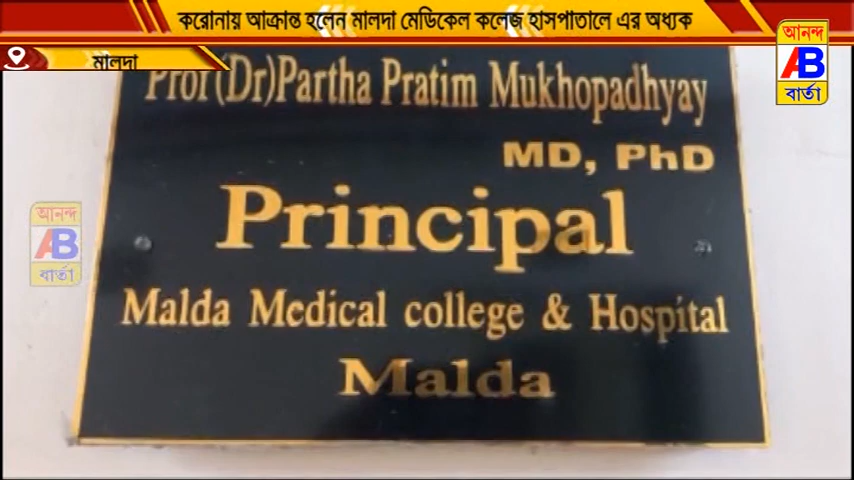 করোনায় আক্রান্ত হলেন মালদা মেডিকেল কলেজ হাসপাতালে এর অধ্যক
মালদা
আনন্দ
AB
বার্তা
Prof(Dr)Partha Pratim Mukhopadhyay
MD, PhD
Principal
Malda Medical college & Hospital
Malda
আনন্দ
AB
বার্তা